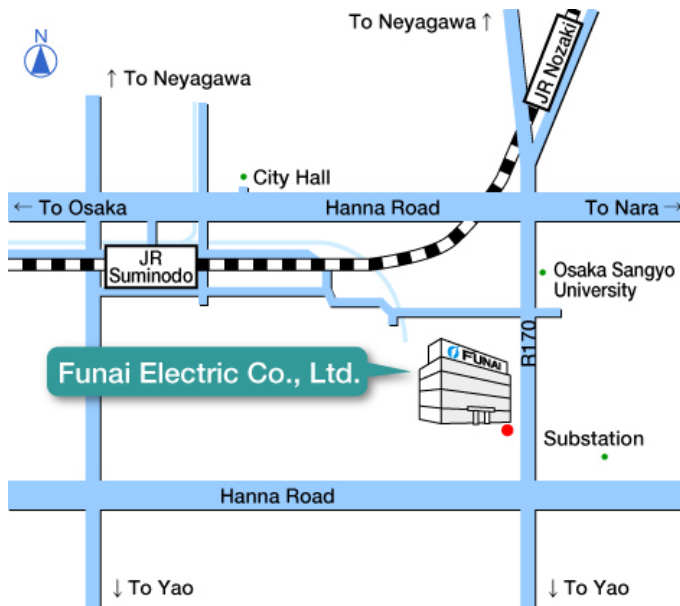 To Neyagawa ↑
N
JR Nozaki
↑ To Neyagawa
City Hall
← To Osaka
Hanna Road
To Nara →
JR
Suminodo
Osaka Sangyo
University
R170
FUNAI
Funai Electric Co., Ltd.
Substation
Hanna Road
↓ To Yao
↓ To Yao